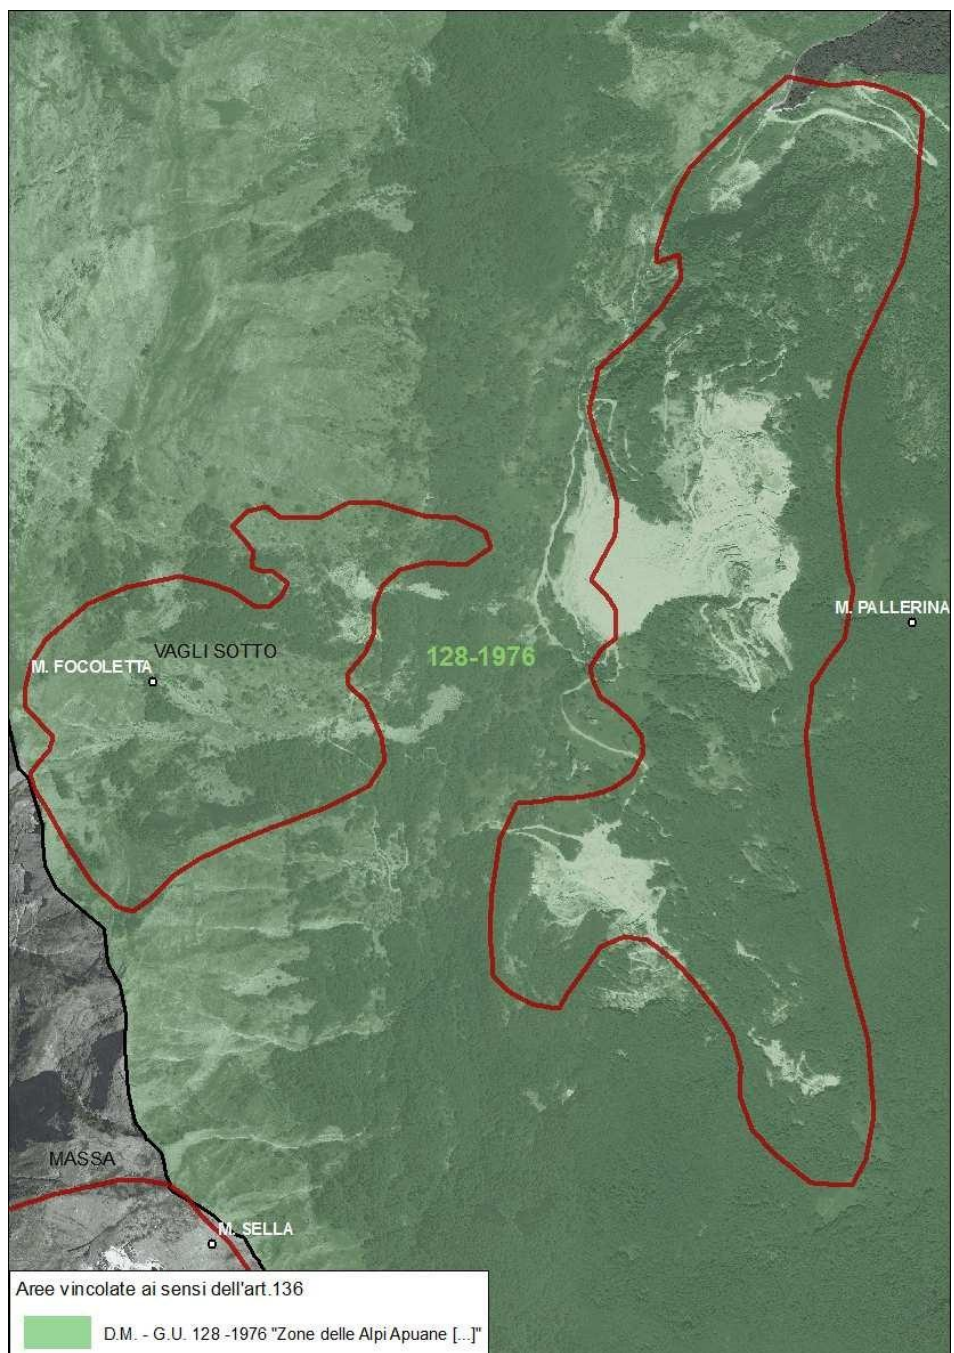 M. PALLERINA
VAGLI SOTTO
128-1976
M. FOCOLETTA
MASSA
M. SELLA
Aree vincolate ai sensi dell'art.136
D.M. - G.U. 128 -1976 "Zone delle Alpi Apuane [...]"